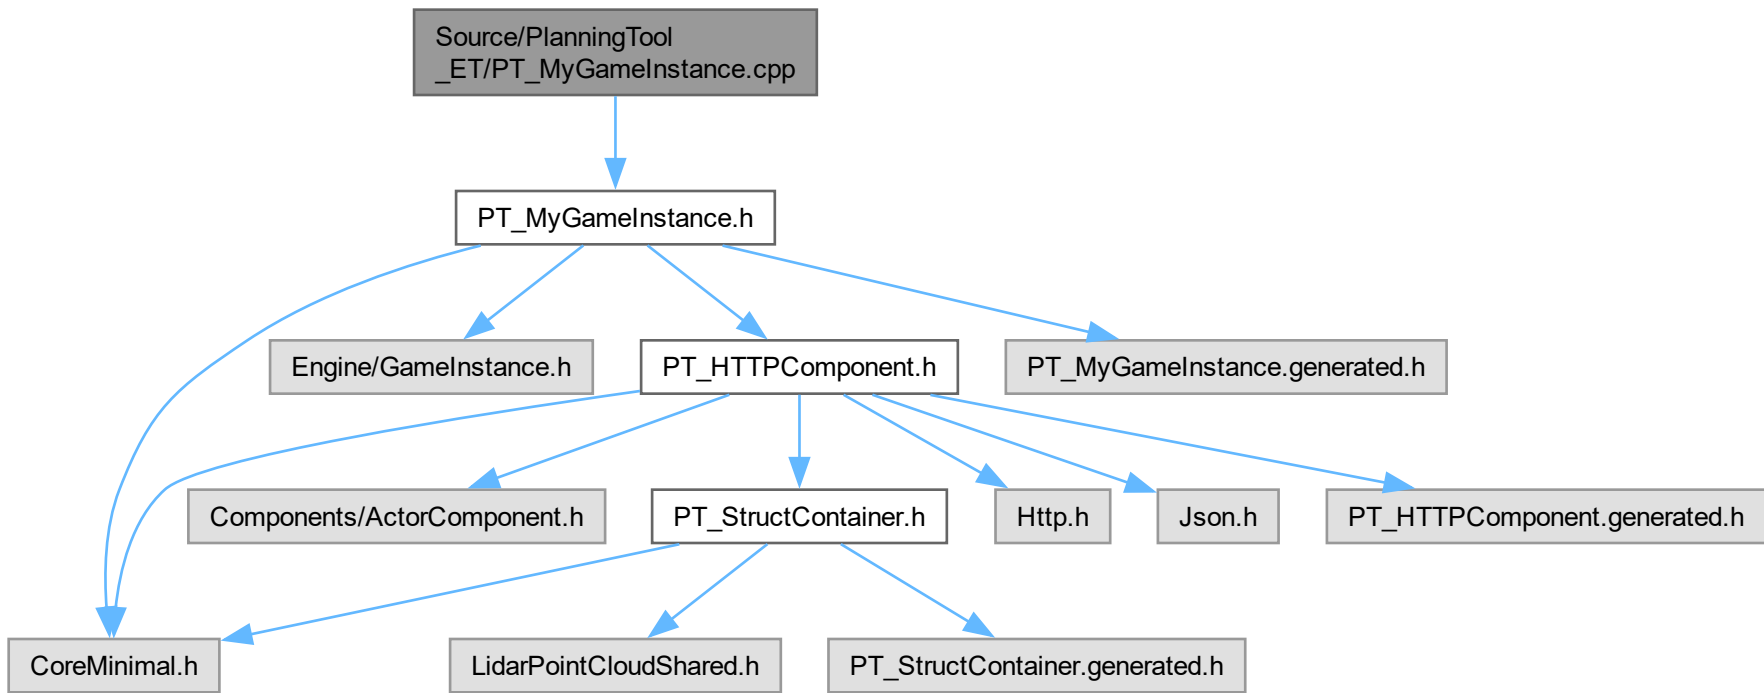 Source/PlanningTool
_ET/PT_MyGameInstance.cpp
PT_MyGameInstance.h
Engine/GameInstance.h
PT_HTTPComponent.h
PT_MyGameInstance.generated.h
Components/ActorComponent.h
PT_StructContainer.h
Http.h
Json.h
PT_HTTPComponent.generated.h
CoreMinimal.h
LidarPointCloudShared.h
PT_StructContainer.generated.h